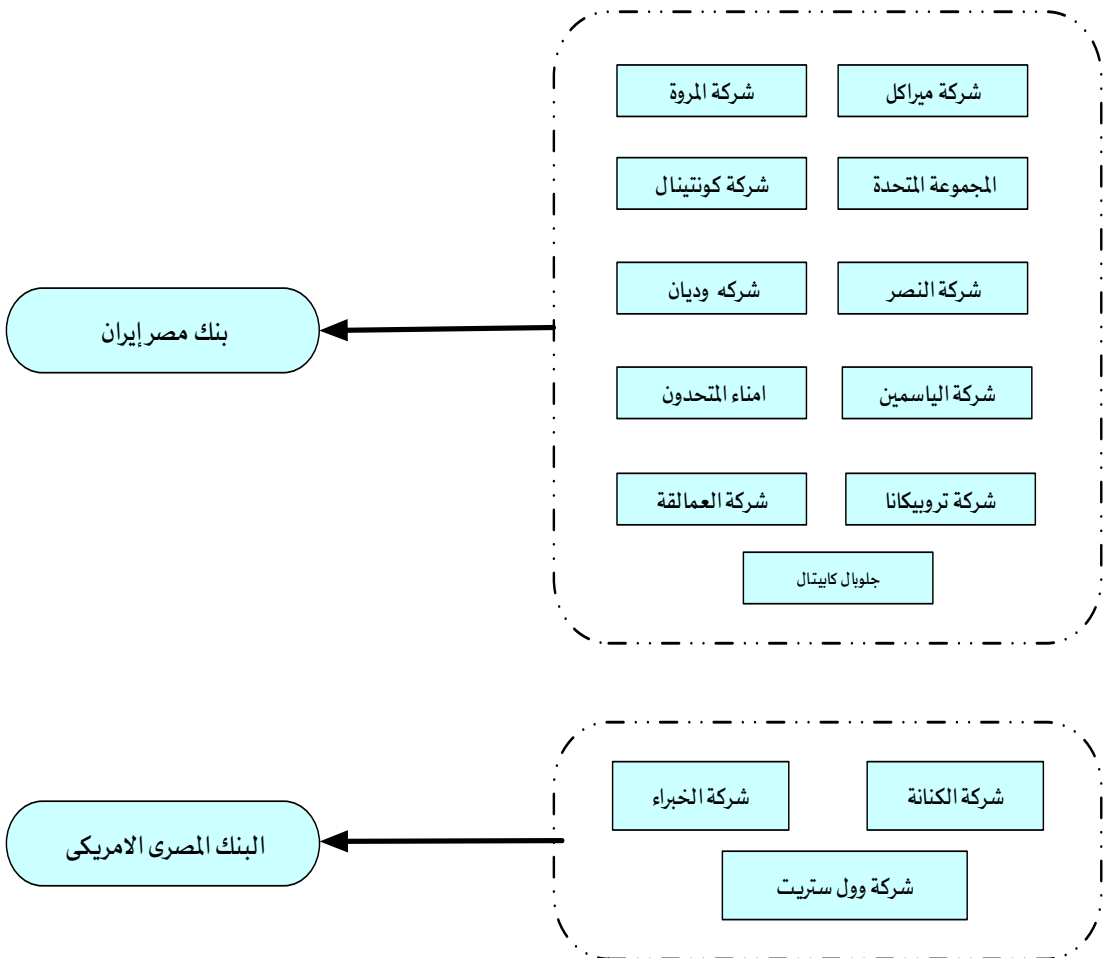 شركة ميراكل
شركة المروة
المجموعة المتحدة
شركة كونتينال
شركة النصر
شركه وديان
بنك مصر إيران
شركة الياسمين
امناء المتحدون
شركة تروبيكانا
شركة العمالقة
جلوبال كابيتال
شركة الكنانة
شركة الخبراء
البنك المصرى الامريكى
شركة وول ستريت